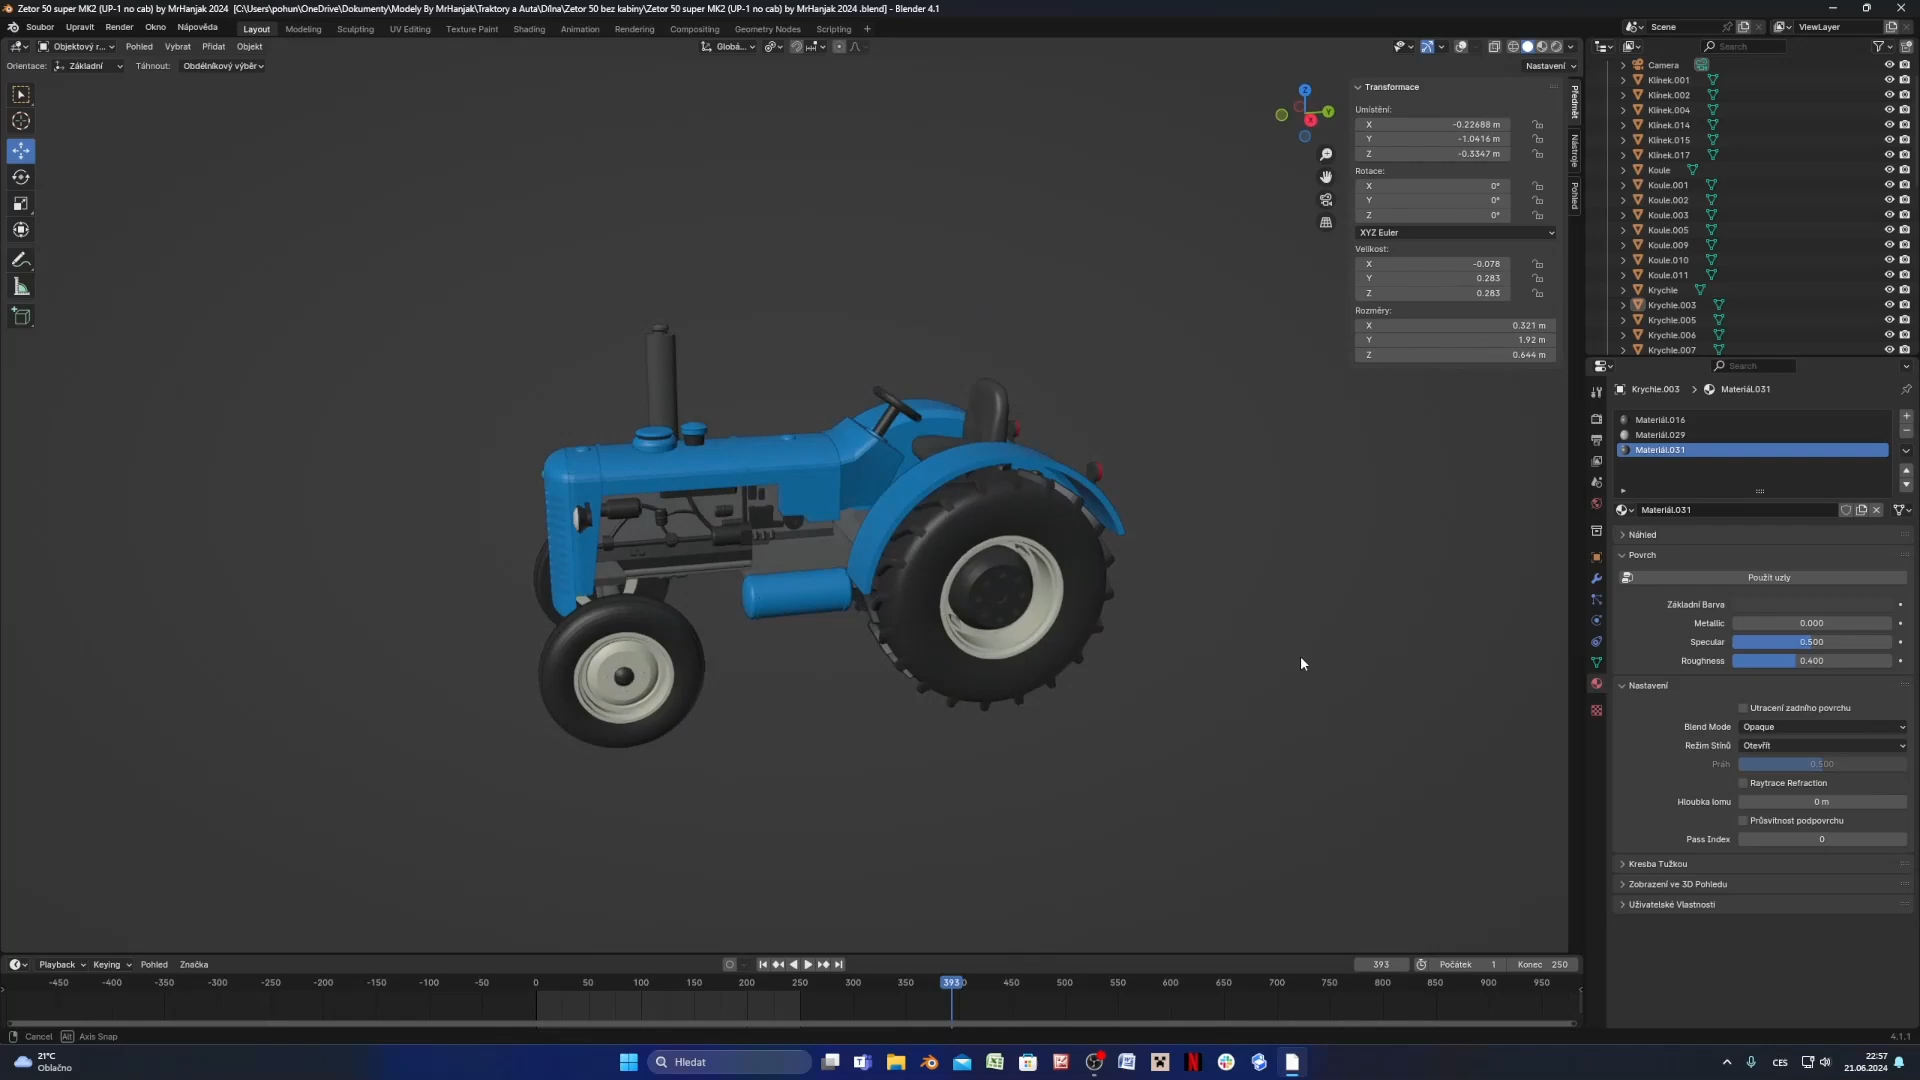 Zetor 50 super MK2 (UP-1 no cab) by MrHanjak 2024 [C:\Users\pohun\OneDrive\Dokumenty\Modely By MrHanjak\Traktory a Auta\Dílna\Zetor 50 bez kabiny\Zetor 50 super MK2 (UP-1 no cab) by MrHanjak 2024 .blend] - Blender 4.1
Soubor Upravit Render Okno Nápověda Layout Modeling Sculpting UV Editing Texture Paint Shading Animation Rendering Compositing Geometry Nodes Scripting + Scene ViewLayer
Objektový r... Pohled Vybrat Přidat Objekt Globá... Search
Orientace: Základní Táhnout: Obdélníkový výběr Nastavení
Camera
Klínek.001
Klínek.002
Klínek.004
Klínek.014
Klínek.015
Klínek.017
Koule
Koule.001
Koule.002
Koule.003
Koule.005
Koule.009
Koule.010
Koule.011
Krychle
Krychle.003
Krychle.005
Krychle.006
Krychle.007
Z
Y
X
Transformace
Umístění:
X -0.22688 m
Y -1.0416 m
Z -0.3347 m
Rotace:
X 0°
Y 0°
Z 0°
XYZ Euler
Velikost:
X -0.078
Y 0.283
Z 0.283
Rozměry:
X 0.321 m
Y 1.92 m
Z 0.644 m
Předmět
Nástroje
Pohled
Search
Krychle.003 > Materiál.031
Materiál.016
Materiál.029
Materiál.031
Materiál.031
Náhled
Povrch
Použít uzly
Základní Barva
Metallic 0.000
Specular 0.500
Roughness 0.400
Nastavení
Utracení zadního povrchu
Blend Mode Opaque
Režim Stínů Otevřít
Práh 0.500
Raytrace Refraction
Hloubka lomu 0 m
Průsvitnost podpovrchu
Pass Index 0
Kresba Tužkou
Zobrazení ve 3D Pohledu
Uživatelské Vlastnosti
Playback Keying Pohled Značka 393 Počátek 1 Konec 250
-450 -400 -350 -300 -250 -200 -150 -100 -50 0 50 100 150 200 250 300 350 393 450 500 550 600 650 700 750 800 850 900 950
Cancel Alt Axis Snap 4.1.1
21°C
Oblačno
Hledat
CES
22:57
21.06.2024